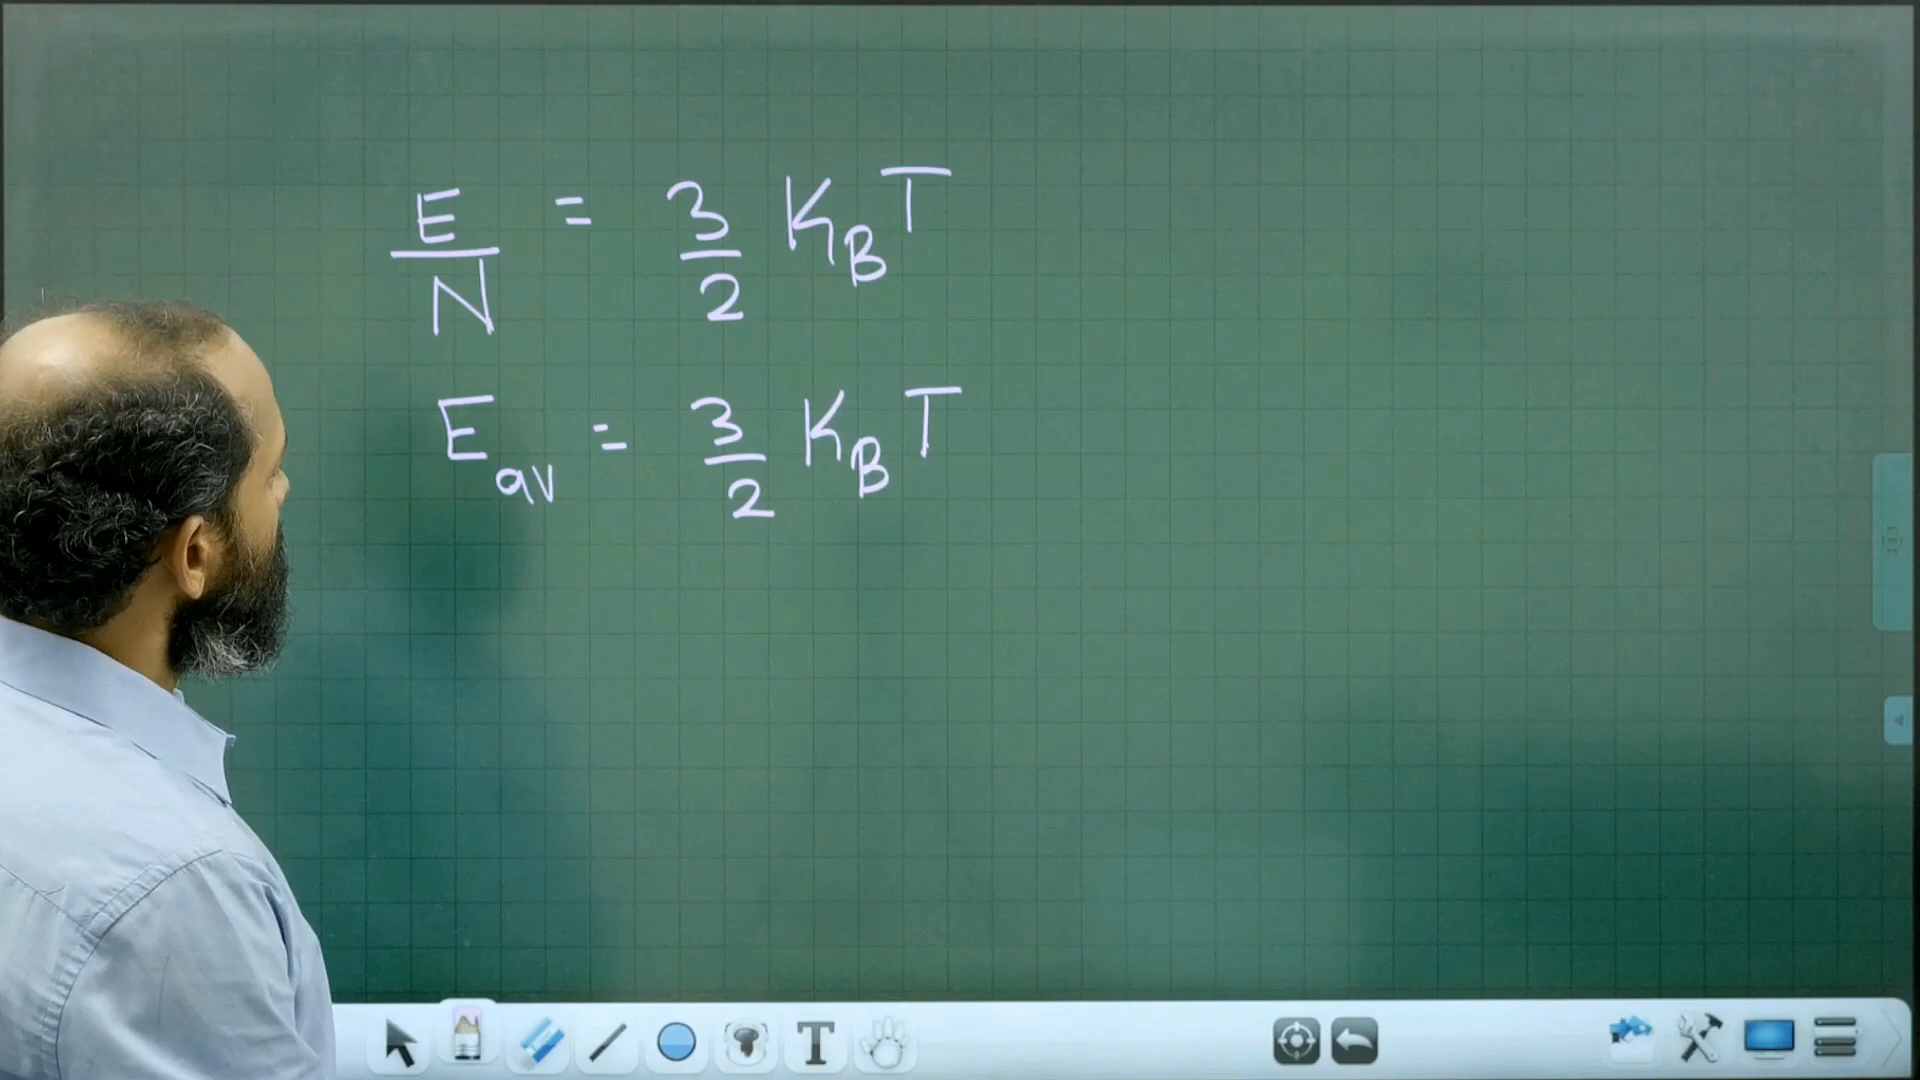 E/N = 3/2 K_B T
E_av = 3/2 K_B T
T